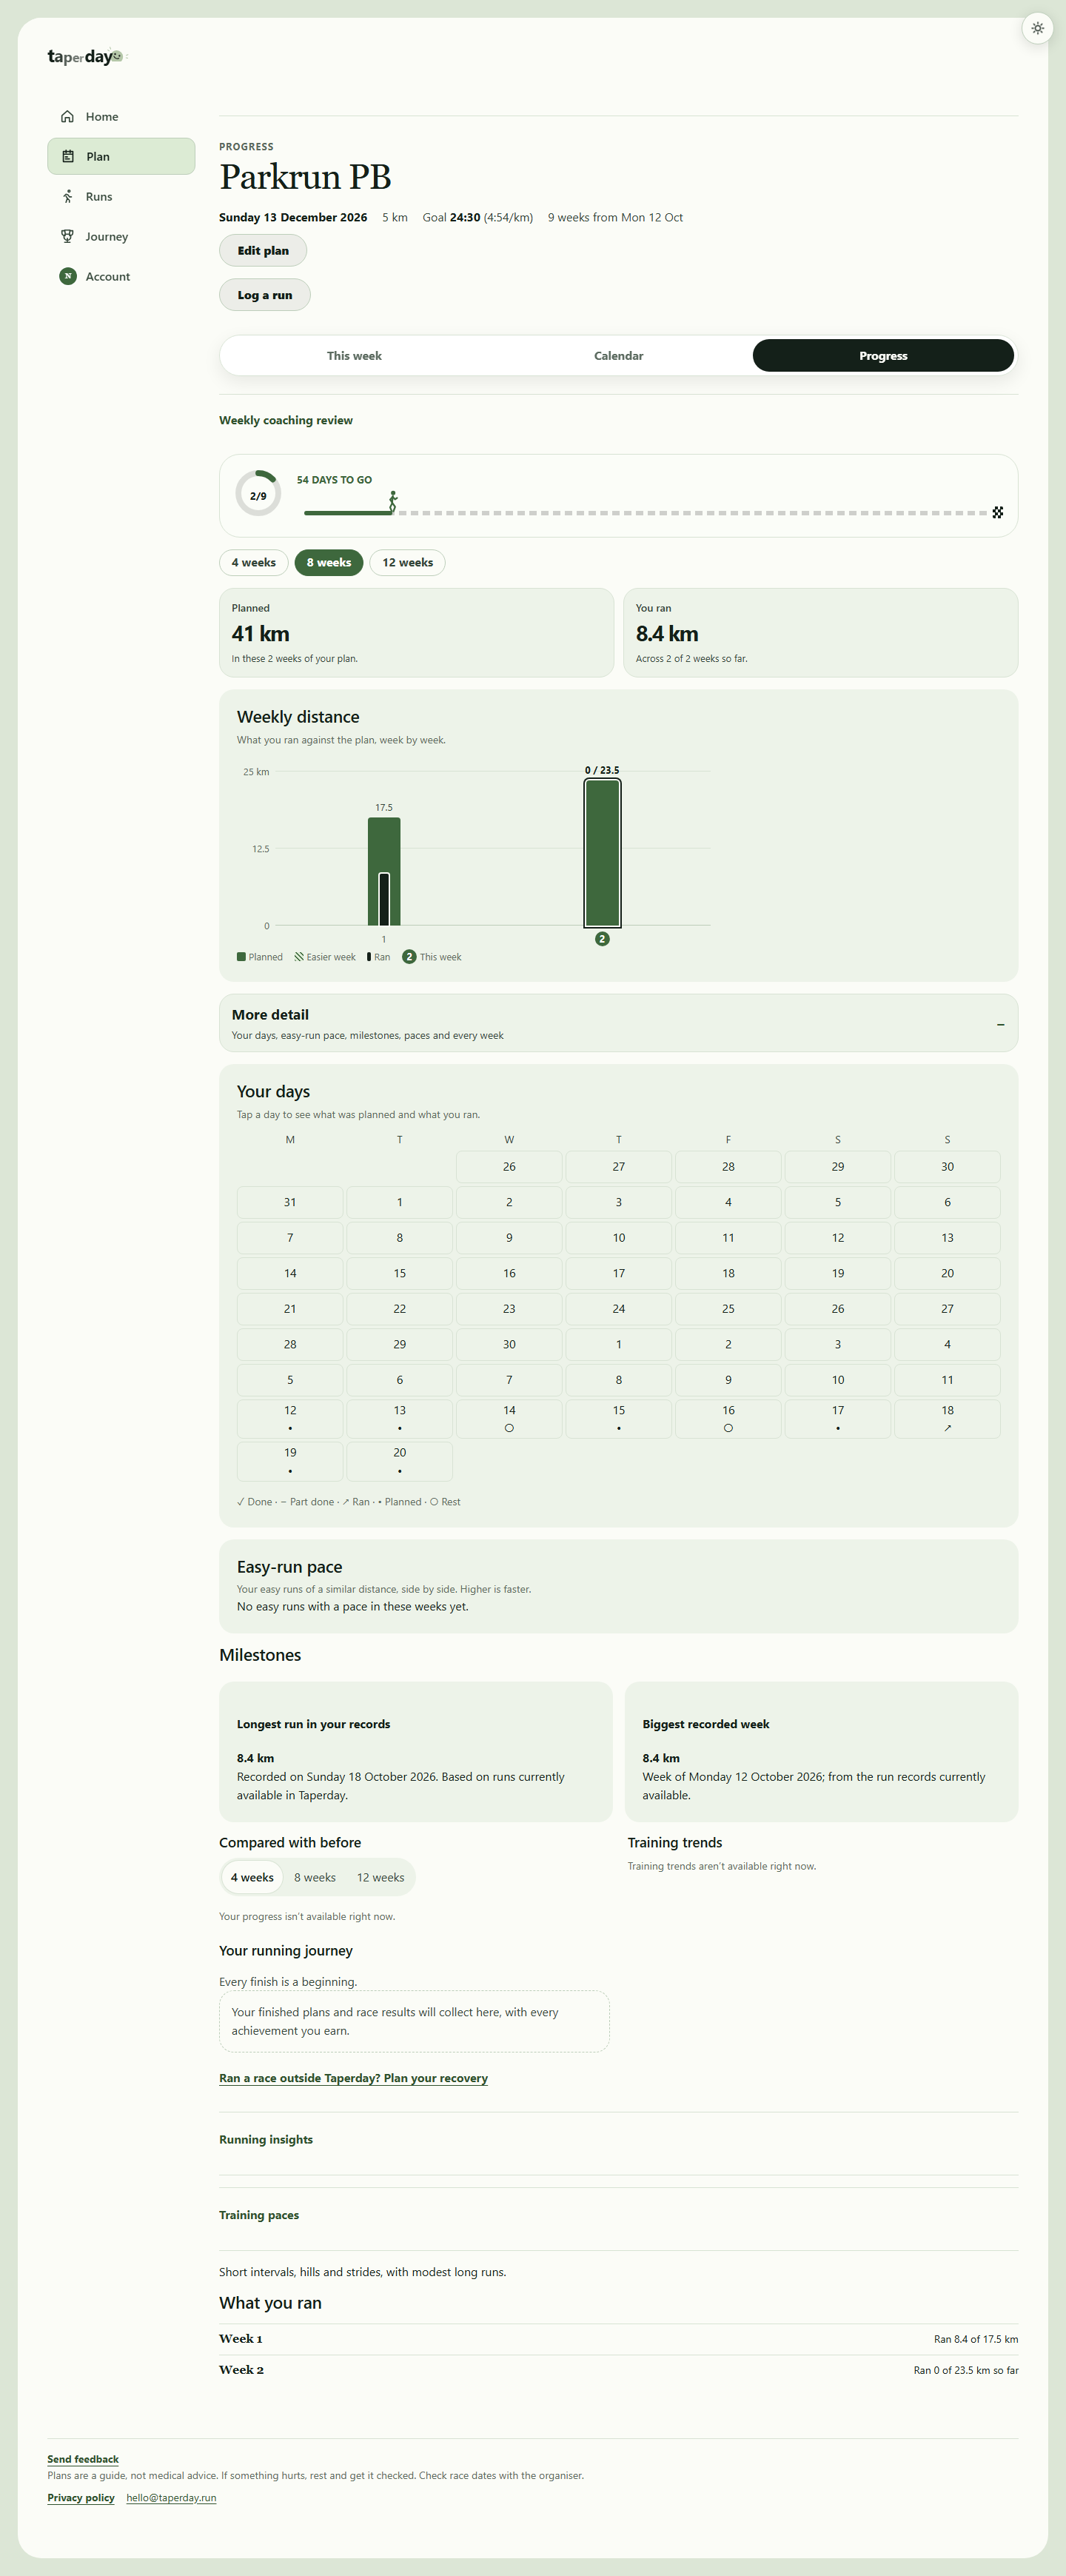 taperday
Home
Plan
Runs
Journey
N Account
PROGRESS
Parkrun PB
Sunday 13 December 2026 5 km Goal 24:30 (4:54/km) 9 weeks from Mon 12 Oct
Edit plan
Log a run
This week Calendar Progress
Weekly coaching review
54 DAYS TO GO
2/9
4 weeks 8 weeks 12 weeks
Planned
41 km
In these 2 weeks of your plan.
You ran
8.4 km
Across 2 of 2 weeks so far.
Weekly distance
What you ran against the plan, week by week.
25 km
0 / 23.5
17.5
12.5
0
1 2
Planned Easier week Ran 2 This week
More detail
Your days, easy-run pace, milestones, paces and every week
–
Your days
Tap a day to see what was planned and what you ran.
M T W T F S S
26 27 28 29 30
31 1 2 3 4 5 6
7 8 9 10 11 12 13
14 15 16 17 18 19 20
21 22 23 24 25 26 27
28 29 30 1 2 3 4
5 6 7 8 9 10 11
12 13 14 15 16 17 18
• • ○ • ○ • ↗
19 20
• •
✓ Done · – Part done · ↗ Ran · • Planned · ○ Rest
Easy-run pace
Your easy runs of a similar distance, side by side. Higher is faster.
No easy runs with a pace in these weeks yet.
Milestones
Longest run in your records
8.4 km
Recorded on Sunday 18 October 2026. Based on runs currently
available in Taperday.
Biggest recorded week
8.4 km
Week of Monday 12 October 2026; from the run records currently
available.
Compared with before
4 weeks 8 weeks 12 weeks
Your progress isn't available right now.
Training trends
Training trends aren't available right now.
Your running journey
Every finish is a beginning.
Your finished plans and race results will collect here, with every
achievement you earn.
Ran a race outside Taperday? Plan your recovery
Running insights
Training paces
Short intervals, hills and strides, with modest long runs.
What you ran
Week 1 Ran 8.4 of 17.5 km
Week 2 Ran 0 of 23.5 km so far
Send feedback
Plans are a guide, not medical advice. If something hurts, rest and get it checked. Check race dates with the organiser.
Privacy policy hello@taperday.run